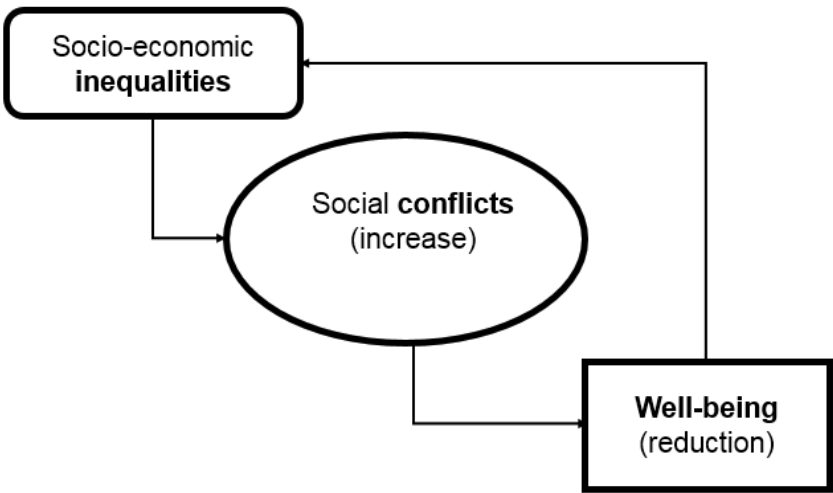 Socio-economic
inequalities
Social conflicts
(increase)
Well-being
(reduction)